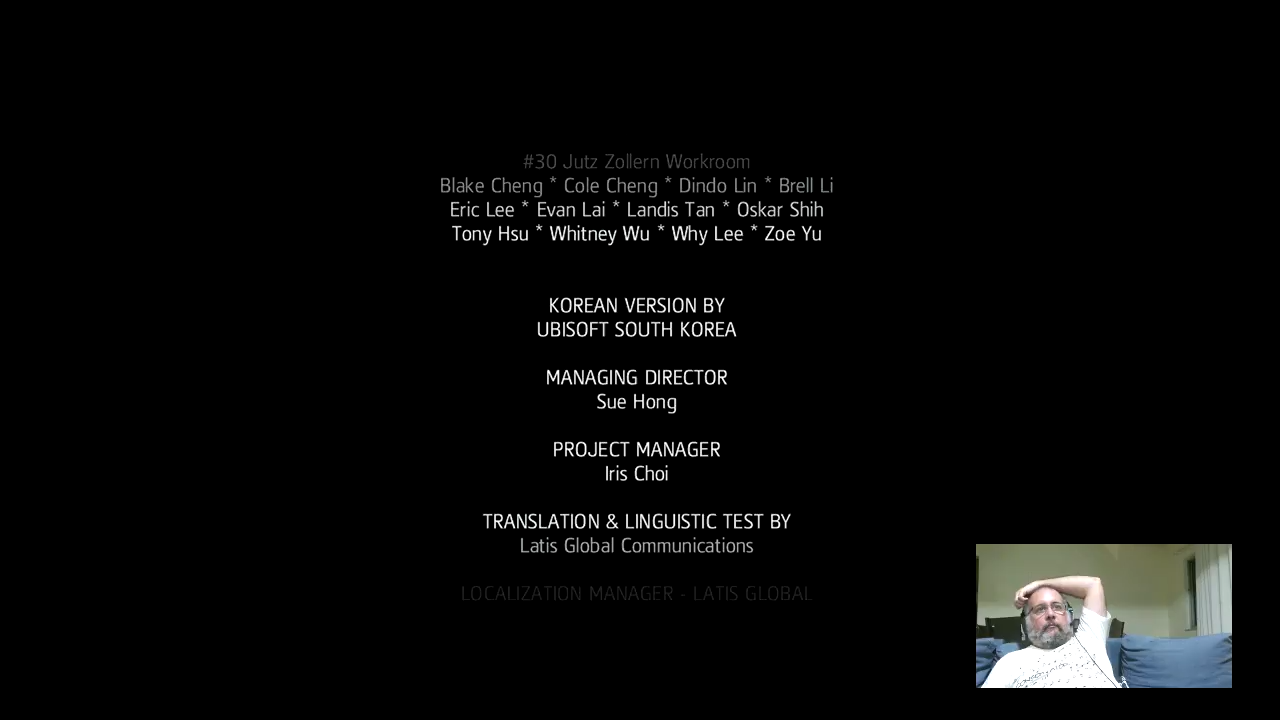 #30 Jutz Zollern Workroom
Blake Cheng * Cole Cheng * Dindo Lin * Brell Li
Eric Lee * Evan Lai * Landis Tan * Oskar Shih
Tony Hsu * Whitney Wu * Why Lee * Zoe Yu
KOREAN VERSION BY
UBISOFT SOUTH KOREA
MANAGING DIRECTOR
Sue Hong
PROJECT MANAGER
Iris Choi
TRANSLATION & LINGUISTIC TEST BY
Latis Global Communications
LOCALIZATION MANAGER - LATIS GLOBAL